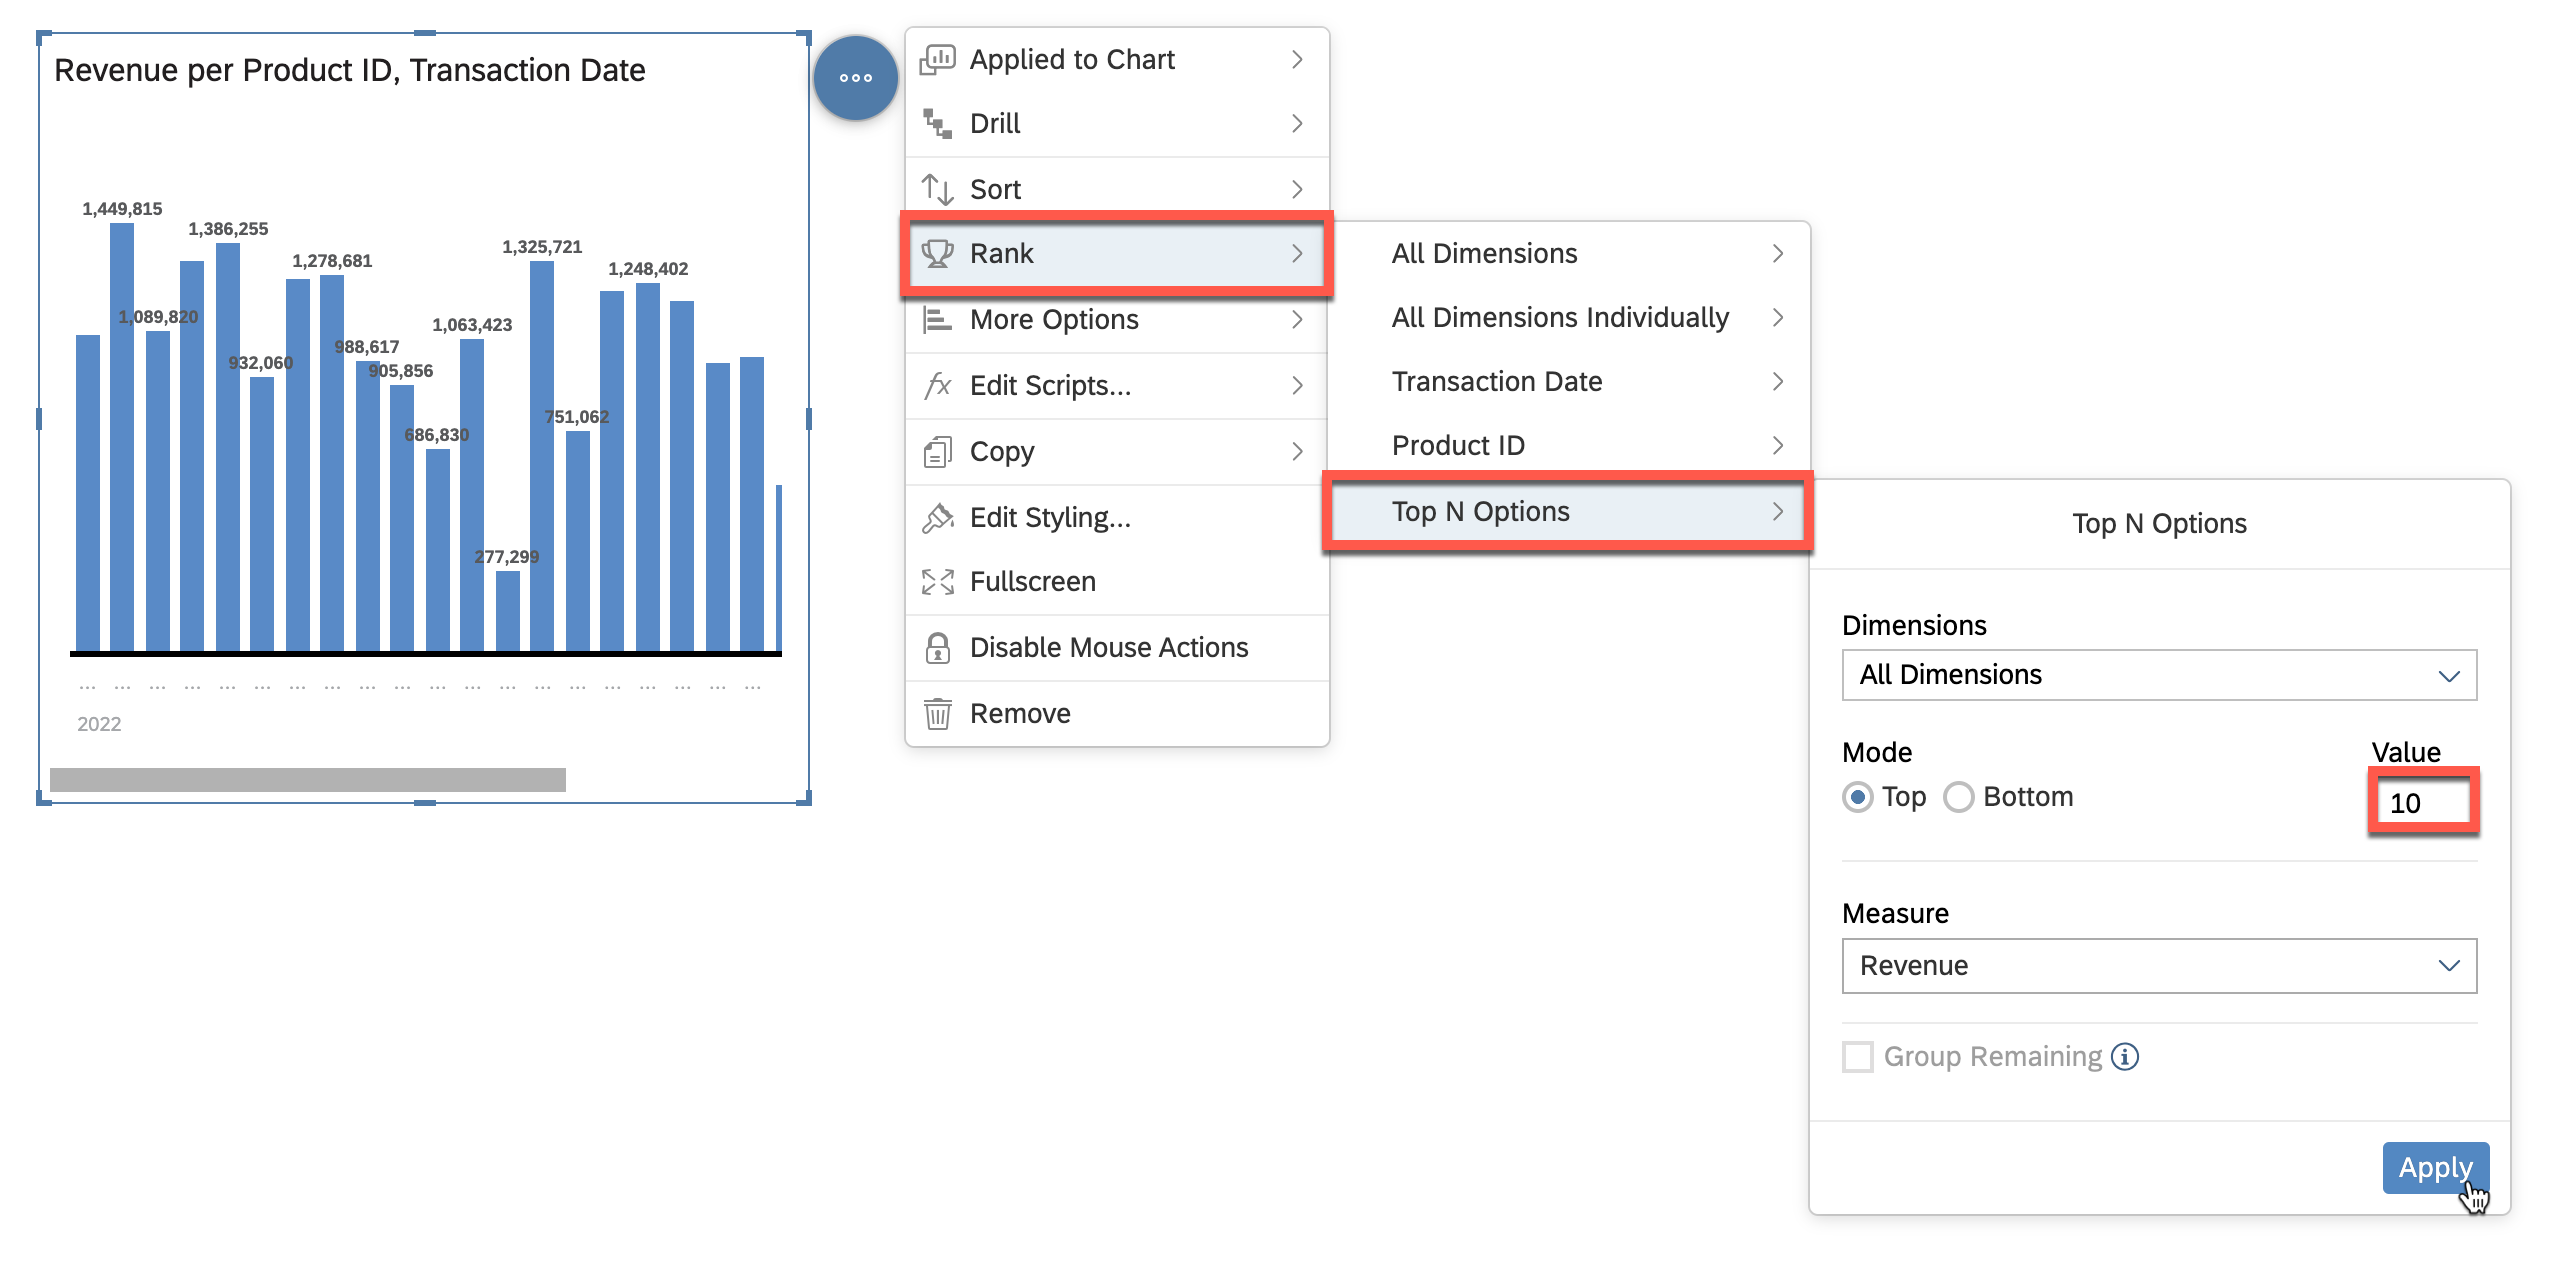 Revenue per Product ID, Transaction Date
1,449,815
1,386,255
1,325,721
1,278,681
1,248,402
1,089,820
1,063,423
988,617
932,060
905,856
751,062
686,830
277,299
... ... ... ... ... ... ... ... ... ... ... ... ... ... ... ... ... ... ... ...
2022
Applied to Chart
Drill
Sort
Rank
More Options
Edit Scripts...
Copy
Edit Styling...
Fullscreen
Disable Mouse Actions
Remove
All Dimensions
All Dimensions Individually
Transaction Date
Product ID
Top N Options
Top N Options
Dimensions
All Dimensions
Mode Value
Top Bottom 10
Measure
Revenue
Group Remaining
Apply